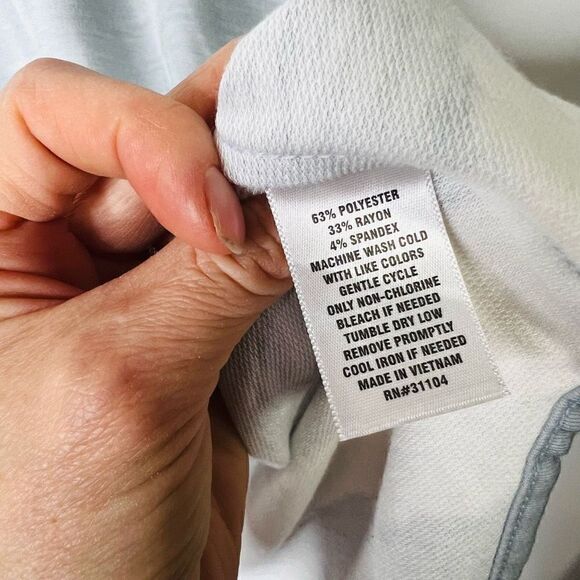 63% POLYESTER
33% RAYON
4% SPANDEX
MACHINE WASH COLD
WITH LIKE COLORS
GENTLE CYCLE
ONLY NON-CHLORINE
BLEACH IF NEEDED
TUMBLE DRY LOW
REMOVE PROMPTLY
COOL IRON IF NEEDED
MADE IN VIETNAM
RN#31104